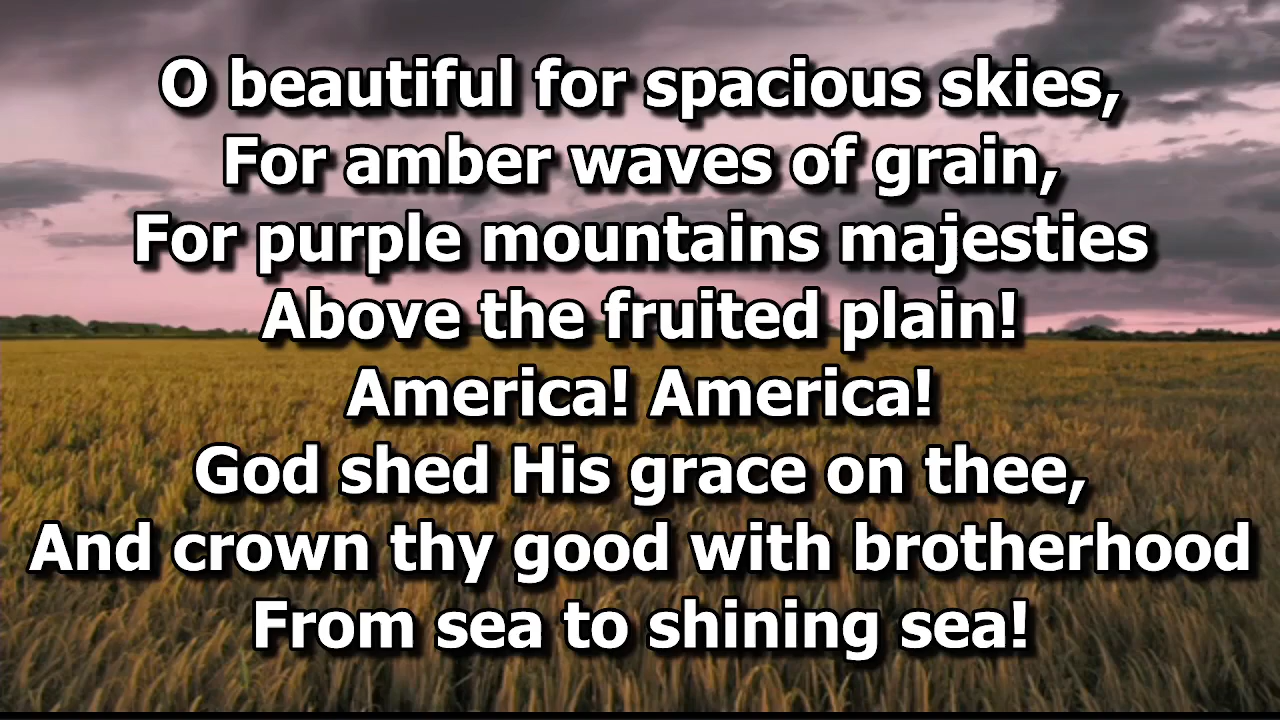 O beautiful for spacious skies,
For amber waves of grain,
For purple mountains majesties
Above the fruited plain!
America! America!
God shed His grace on thee,
And crown thy good with brotherhood
From sea to shining sea!